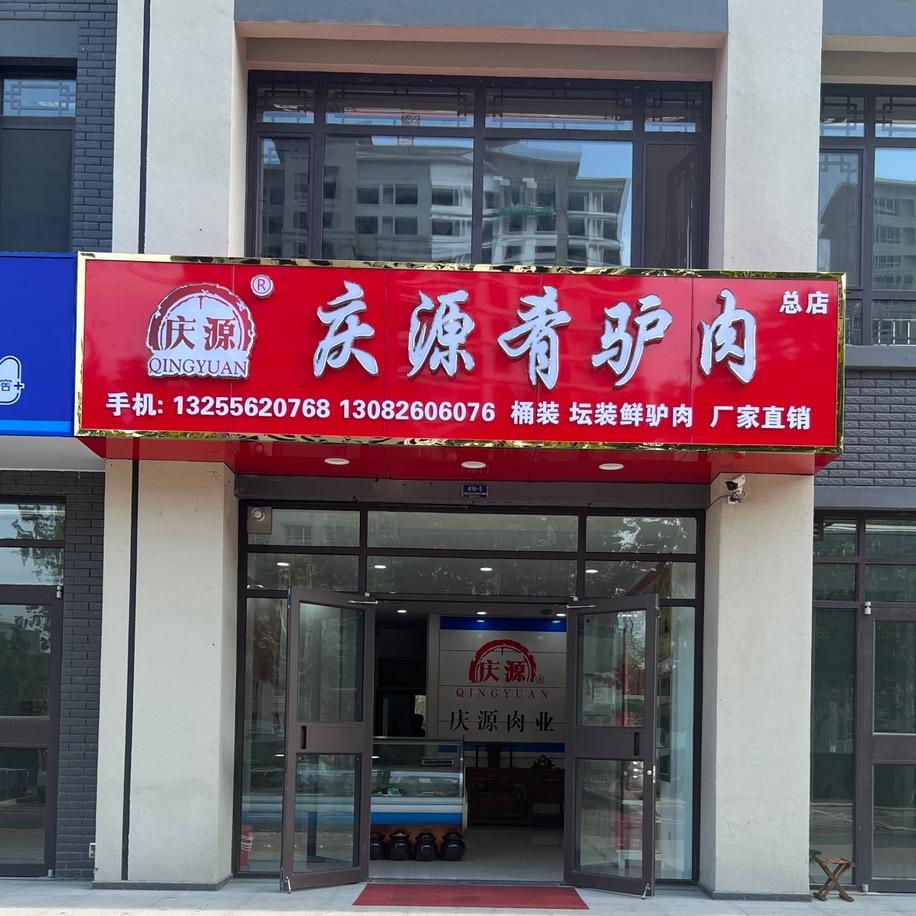 庆源
QINGYUAN
®
庆源肴驴肉
总店
手机: 13255620768 13082606076 桶装 坛装鲜驴肉 厂家直销
A16-5
庆源
®
QINGYUAN
庆源肉业